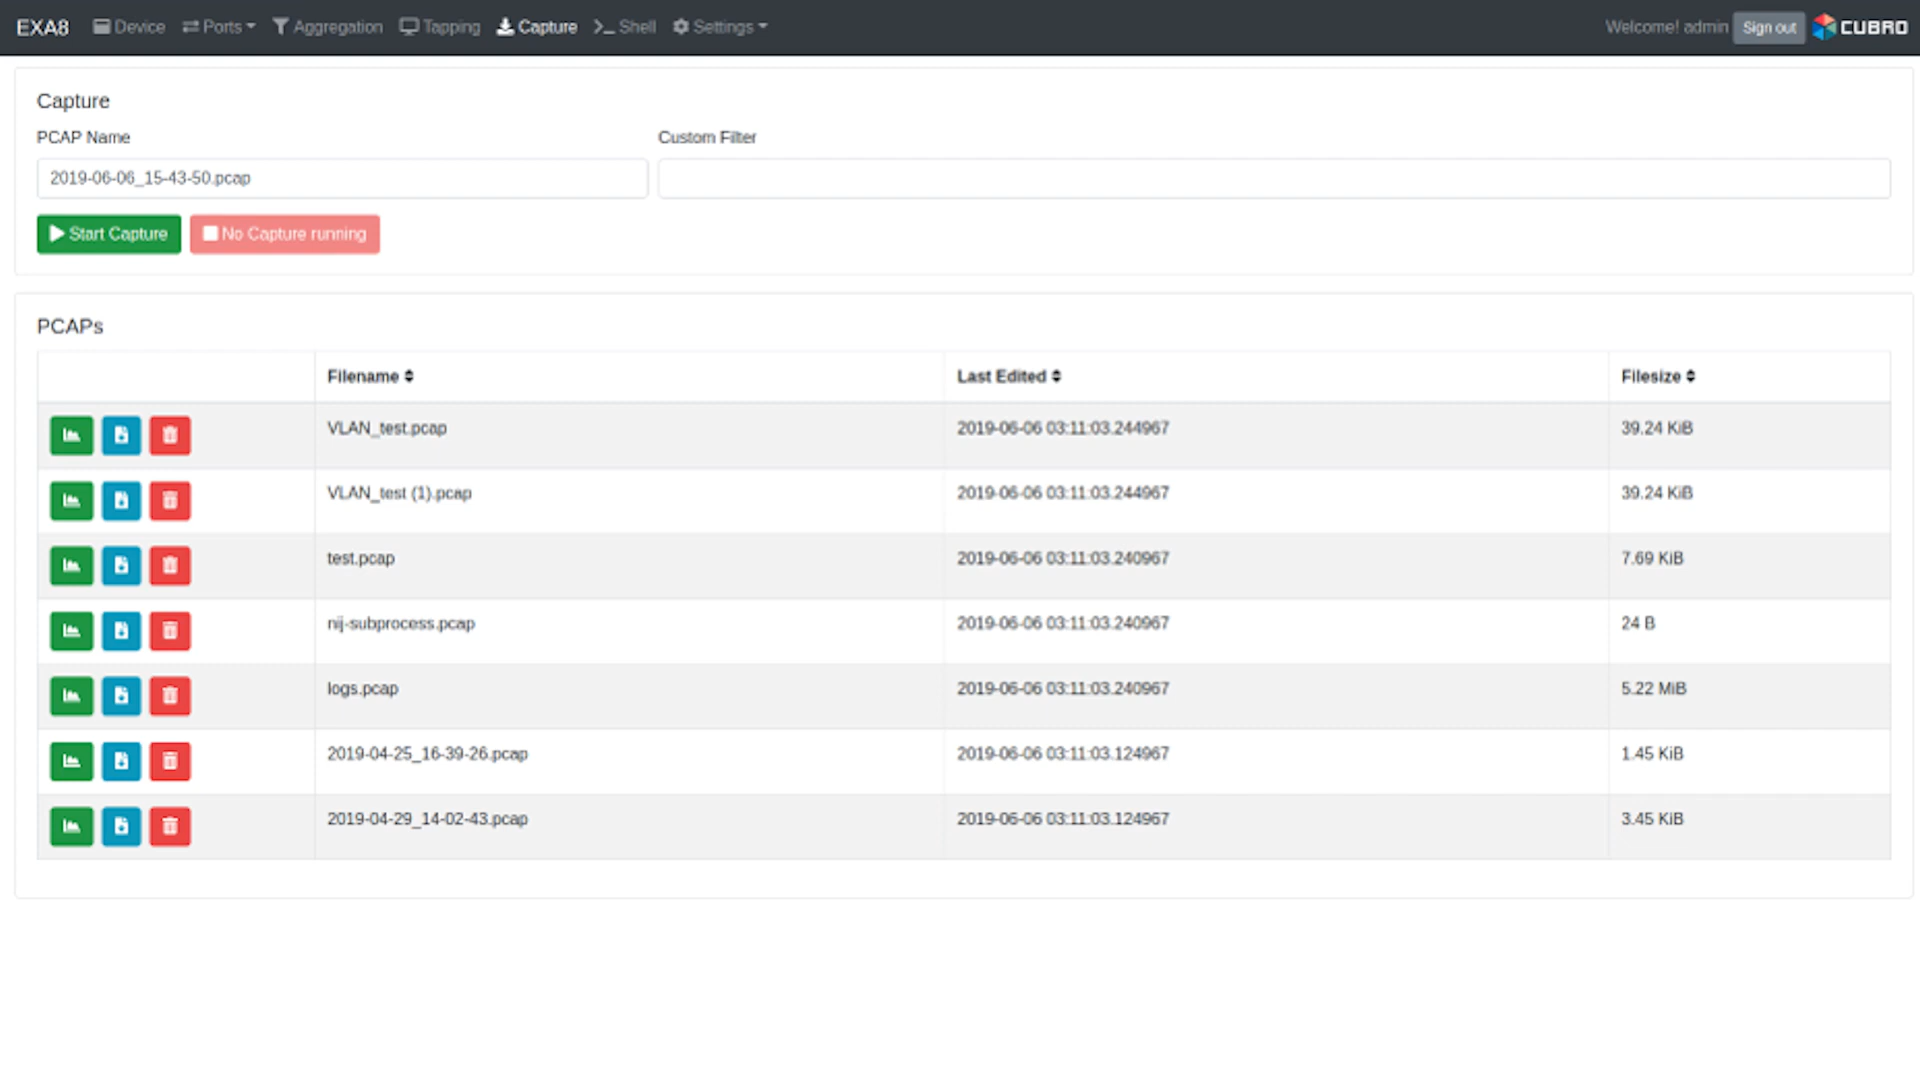 EXA8 Device Ports Aggregation Tapping Capture Shell Settings Welcome! admin Sign out CUBRO
Capture
PCAP Name Custom Filter
2019-06-06_15-43-50.pcap
Start Capture No Capture running
PCAPs
Filename Last Edited Filesize
VLAN_test.pcap 2019-06-06 03:11:03.244967 39.24 KiB
VLAN_test (1).pcap 2019-06-06 03:11:03.244967 39.24 KiB
test.pcap 2019-06-06 03:11:03.240967 7.69 KiB
nij-subprocess.pcap 2019-06-06 03:11:03.240967 24 B
logs.pcap 2019-06-06 03:11:03.240967 5.22 MiB
2019-04-25_16-39-26.pcap 2019-06-06 03:11:03.124967 1.45 KiB
2019-04-29_14-02-43.pcap 2019-06-06 03:11:03.124967 3.45 KiB